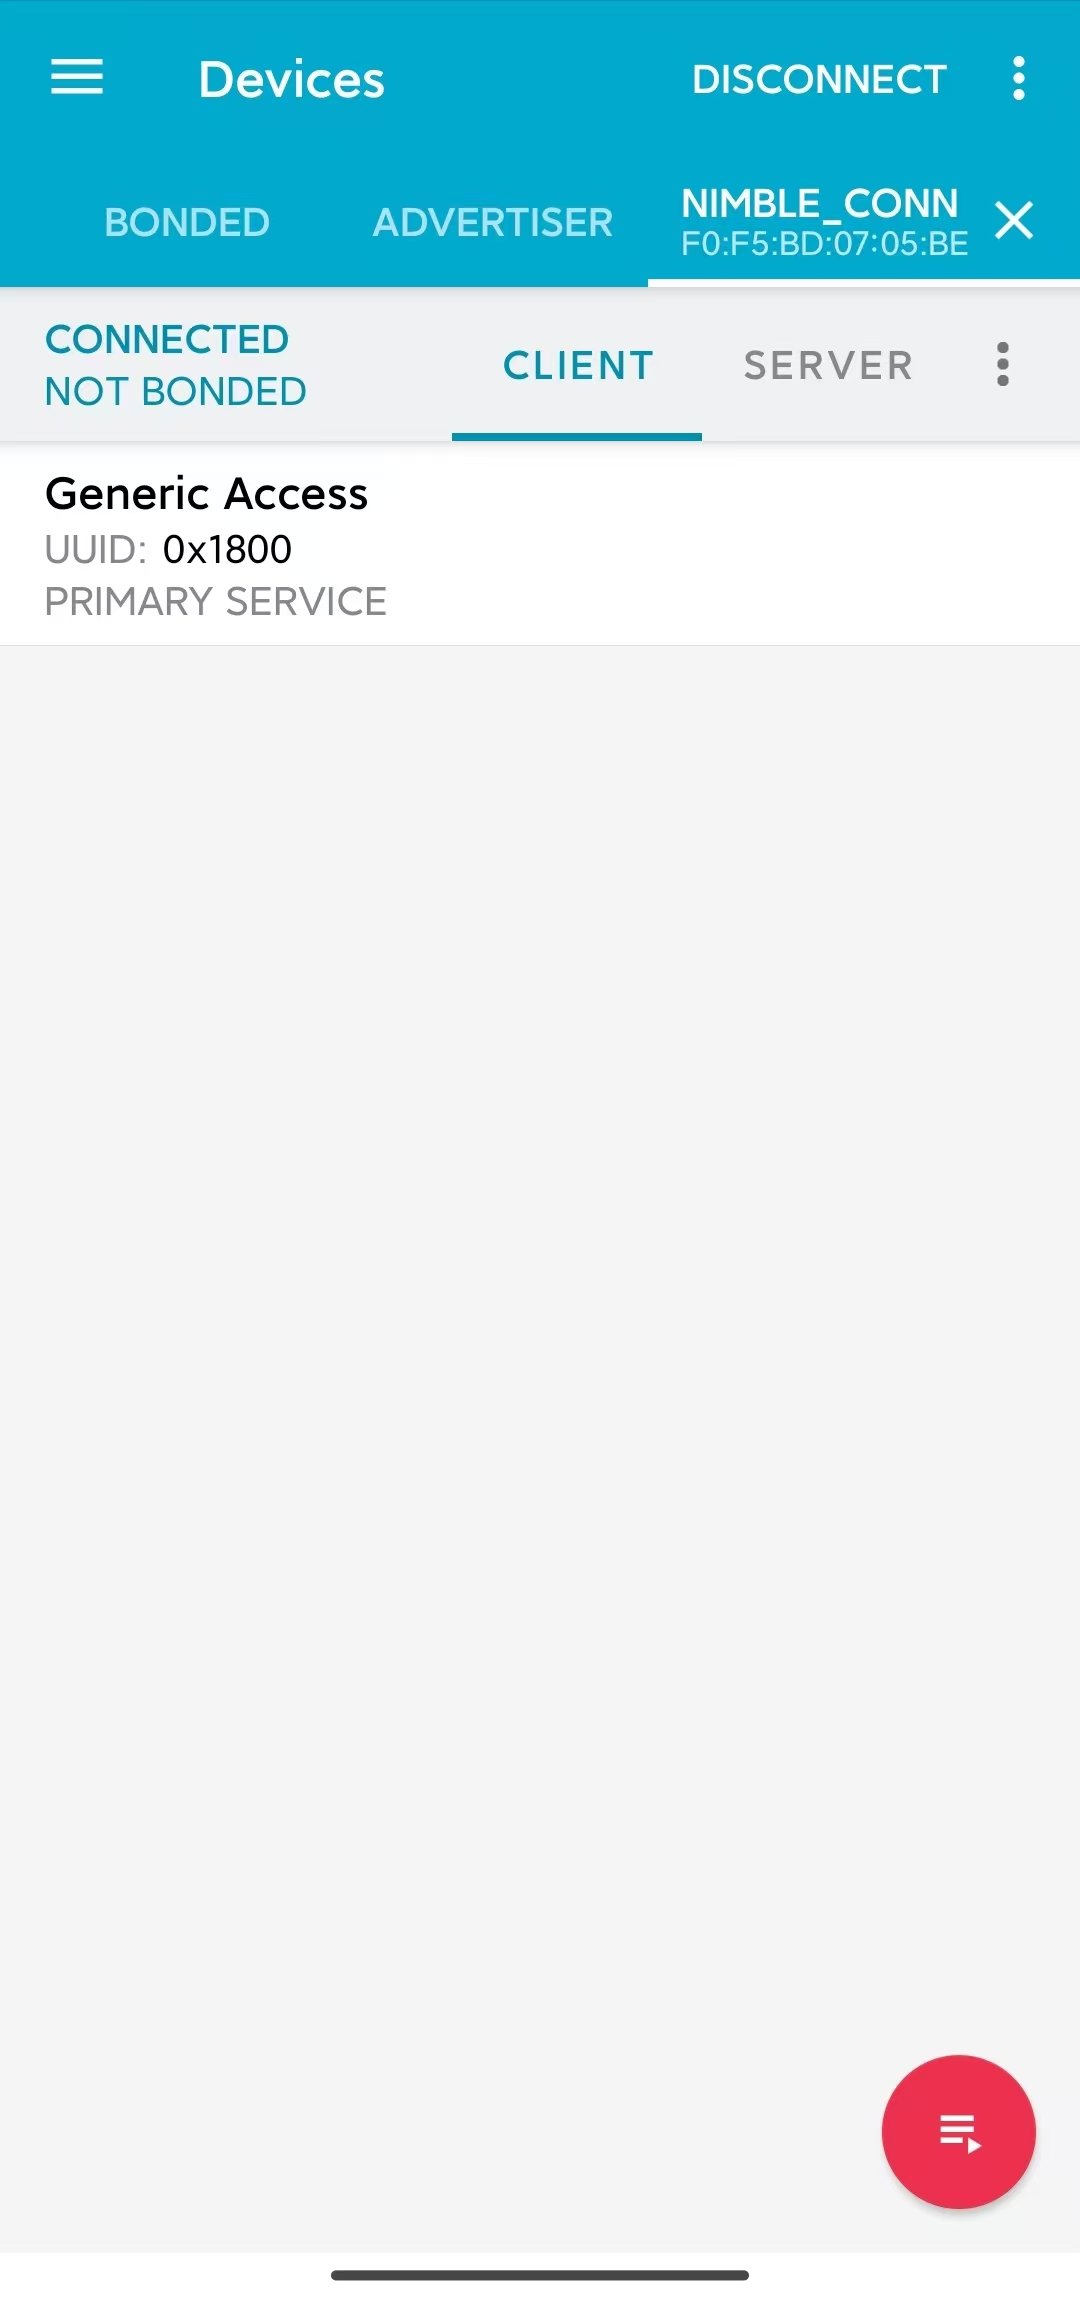 Devices
DISCONNECT
BONDED
ADVERTISER
NIMBLE_CONN
F0:F5:BD:07:05:BE
CONNECTED
NOT BONDED
CLIENT
SERVER
Generic Access
UUID: 0x1800
PRIMARY SERVICE